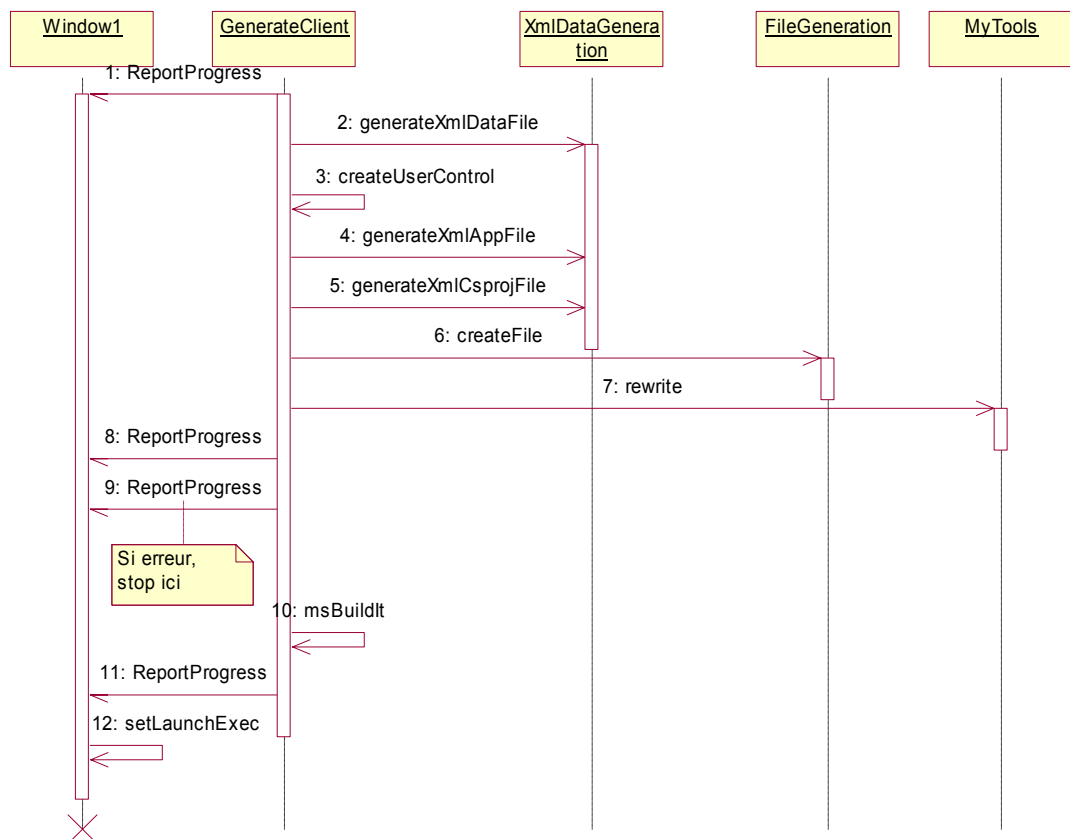 Window1
GenerateClient
XmlDataGenera
tion
FileGeneration
MyTools
1: ReportProgress
2: generateXmlDataFile
3: createUserControl
4: generateXmlAppFile
5: generateXmlCsprojFile
6: createFile
7: rewrite
8: ReportProgress
9: ReportProgress
Si erreur,
stop ici
10: msBuildIt
11: ReportProgress
12: setLaunchExec